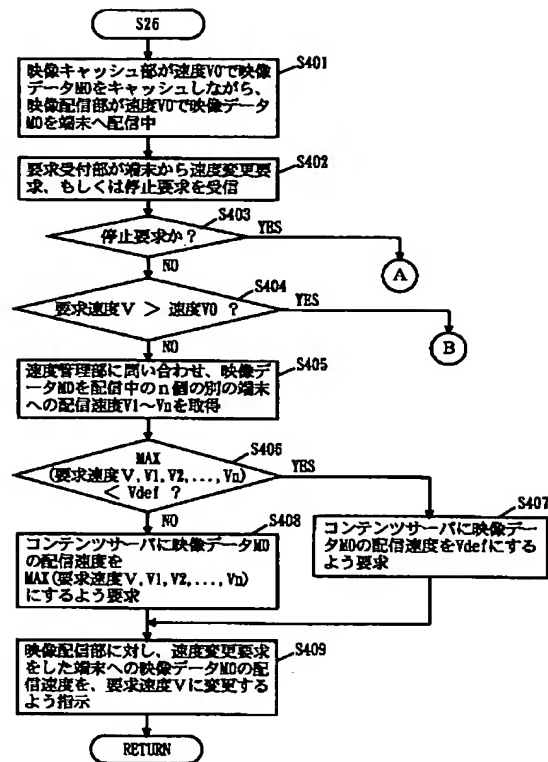 S26
映像キャッシュ部が速度V0で映像
データM0をキャッシュしながら、
映像配信部が速度V0で映像データ
M0を端末へ配信中
S401
要求受付部が端末から速度変更要
求、もしくは停止要求を受信
S402
停止要求か？
S403
YES
A
NO
要求速度V ＞ 速度V0 ？
S404
YES
B
NO
速度管理部に問い合わせ、映像デー
タM0を配信中のn個の別の端末
への配信速度V1～Vnを取得
S405
MAX
(要求速度V,V1,V2,...,Vn)
＜ Vdef ？
S406
YES
NO
コンテンツサーバに映像デー
タM0の配信速度をVdefにする
よう要求
S407
コンテンツサーバに映像データM0
の配信速度を
MAX(要求速度V,V1,V2,...,Vn)
にするよう要求
S408
映像配信部に対し、速度変更要求
をした端末への映像データM0の配
信速度を、要求速度Vに変更する
よう指示
S409
RETURN